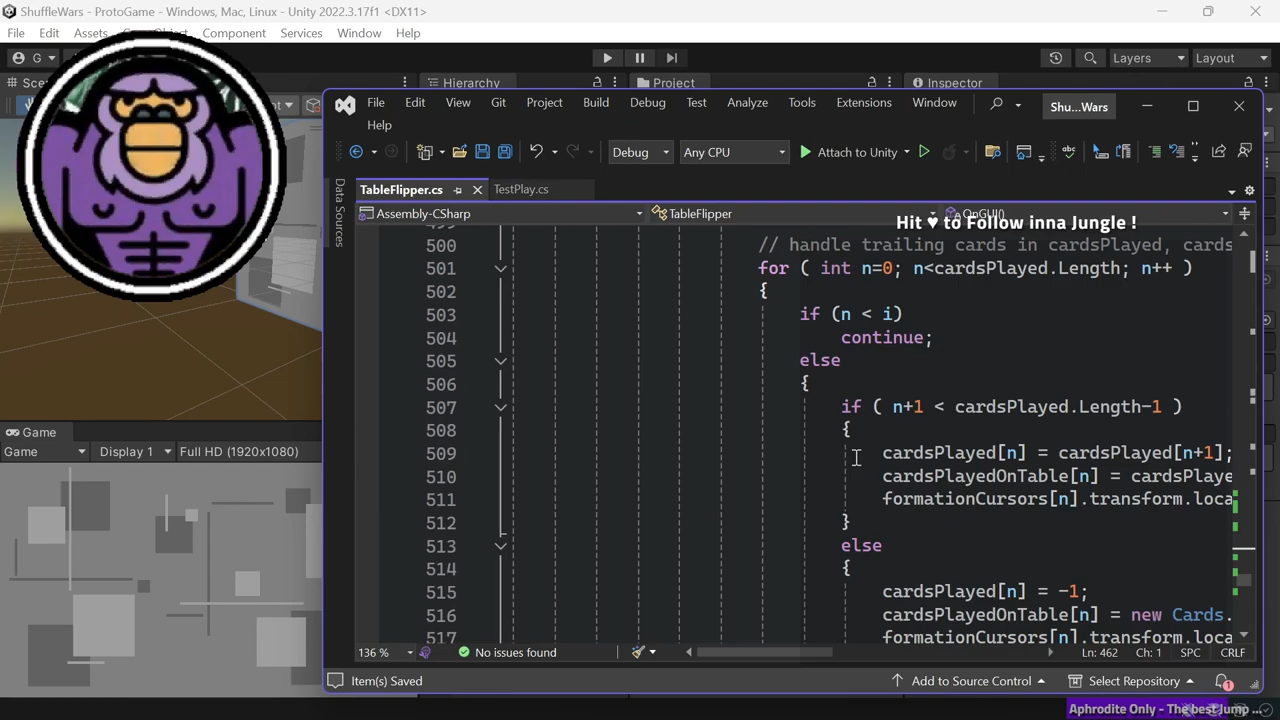 ShuffleWars - ProtoGame - Windows, Mac, Linux - Unity 2022.3.17f1 <DX11>
File Edit Assets Component Services Window Help
G Layers Layout
Hierarchy Project Inspector
File Edit View Git Project Build Debug Test Analyze Tools Extensions Window Shu...Wars
Help
Debug Any CPU Attach to Unity
Data Sources
TableFlipper.cs TestPlay.cs
Assembly-CSharp TableFlipper OnGUI()
Hit ♥ to Follow inna Jungle !
500 // handle trailing cards in cardsPlayed, cards
501 for ( int n=0; n<cardsPlayed.Length; n++ )
502 {
503 if (n < i)
504 continue;
505 else
506 {
507 if ( n+1 < cardsPlayed.Length-1 )
508 {
509 cardsPlayed[n] = cardsPlayed[n+1];
510 cardsPlayedOnTable[n] = cardsPlaye
511 formationCursors[n].transform.loca
512 }
513 else
514 {
515 cardsPlayed[n] = -1;
516 cardsPlayedOnTable[n] = new Cards.
517 formationCursors[n].transform.loca
136 % No issues found Ln: 462 Ch: 1 SPC CRLF
Item(s) Saved Add to Source Control Select Repository 1
Game
Game Display 1 Full HD (1920x1080)
Aphrodite Only - The best Jump ...